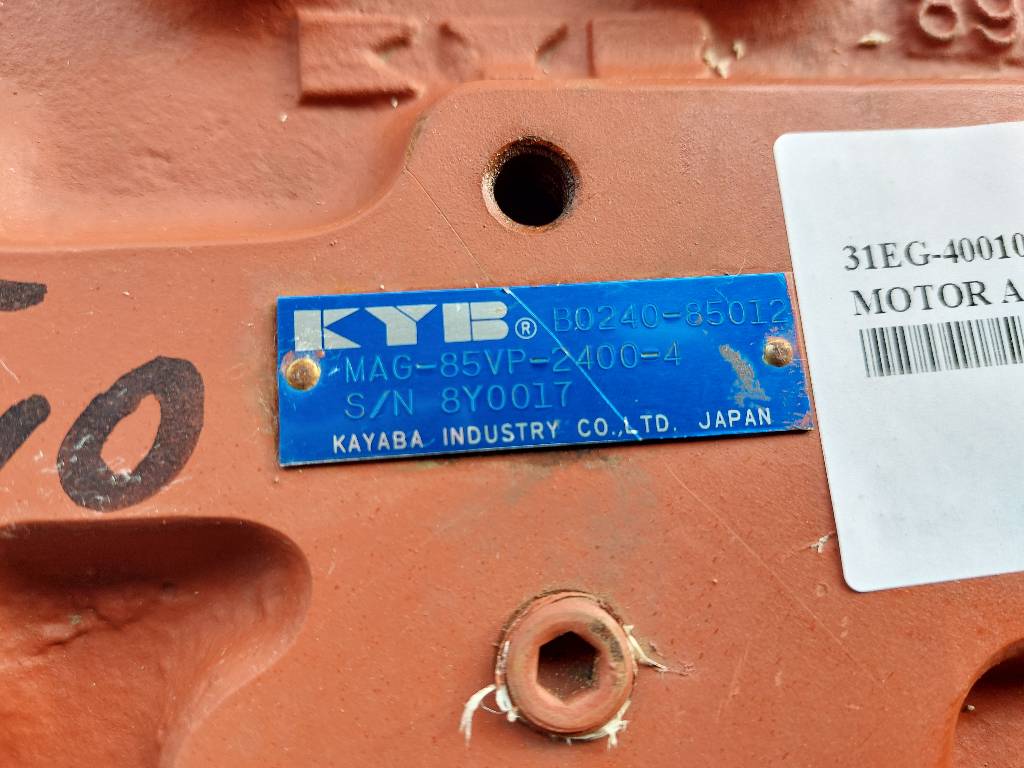 KYB® B0240-85012
MAG-85VP-2400-4
S/N 8Y0017
KAYABA INDUSTRY CO.,LTD. JAPAN
31EG-40010
MOTOR A